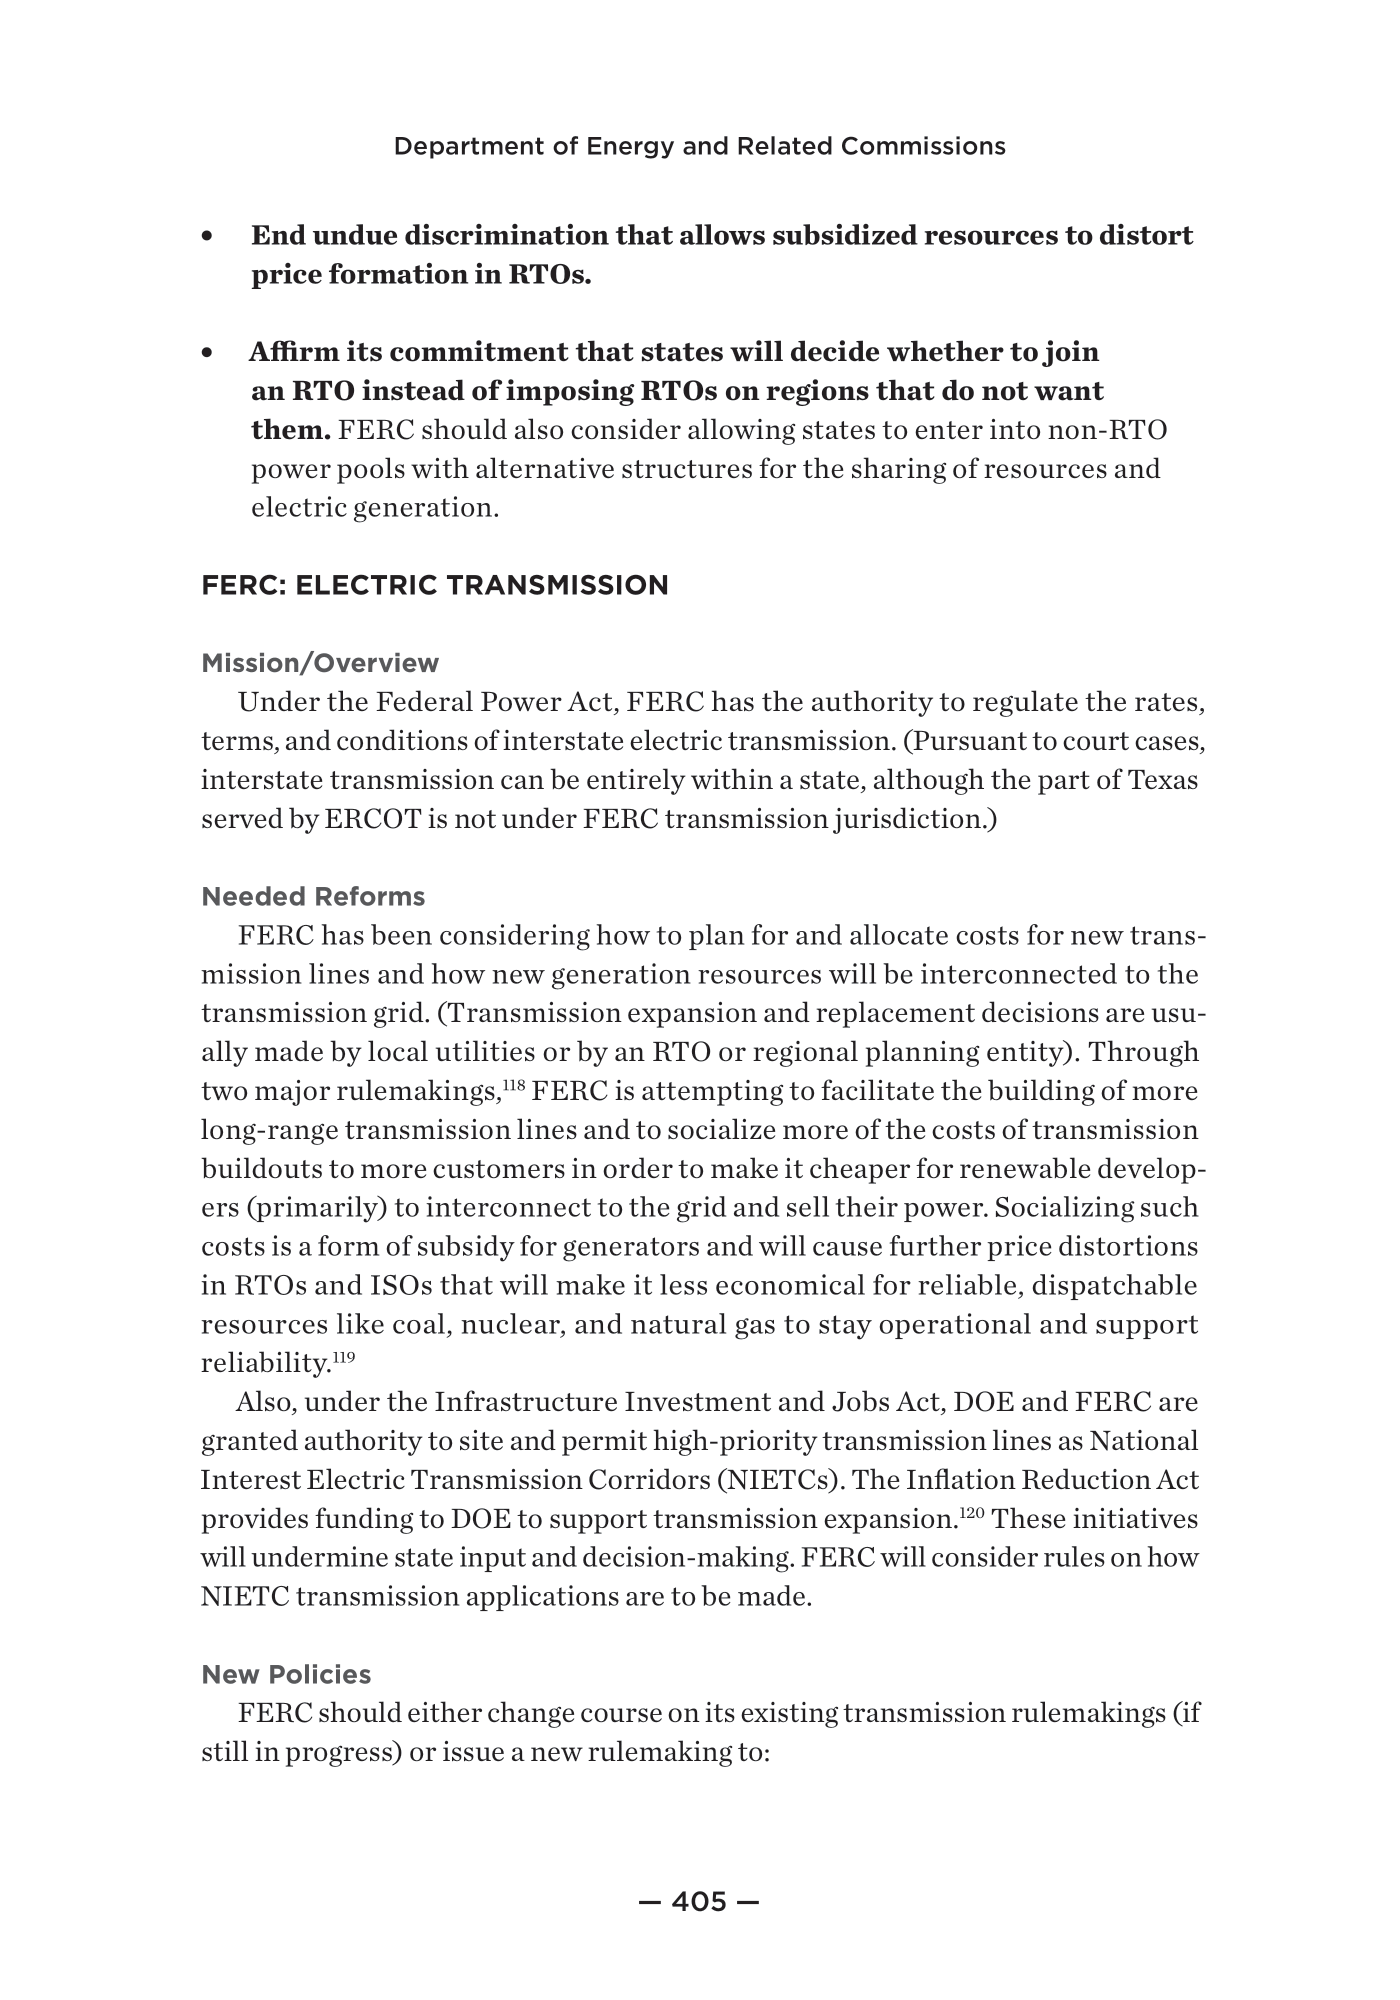 Department of Energy and Related Commissions
• End undue discrimination that allows subsidized resources to distort
price formation in RTOs.
• Affirm its commitment that states will decide whether to join
an RTO instead of imposing RTOs on regions that do not want
them. FERC should also consider allowing states to enter into non-RTO
power pools with alternative structures for the sharing of resources and
electric generation.
FERC: ELECTRIC TRANSMISSION
Mission/Overview
Under the Federal Power Act, FERC has the authority to regulate the rates,
terms, and conditions of interstate electric transmission. (Pursuant to court cases,
interstate transmission can be entirely within a state, although the part of Texas
served by ERCOT is not under FERC transmission jurisdiction.)
Needed Reforms
FERC has been considering how to plan for and allocate costs for new trans-
mission lines and how new generation resources will be interconnected to the
transmission grid. (Transmission expansion and replacement decisions are usu-
ally made by local utilities or by an RTO or regional planning entity). Through
two major rulemakings,118 FERC is attempting to facilitate the building of more
long-range transmission lines and to socialize more of the costs of transmission
buildouts to more customers in order to make it cheaper for renewable develop-
ers (primarily) to interconnect to the grid and sell their power. Socializing such
costs is a form of subsidy for generators and will cause further price distortions
in RTOs and ISOs that will make it less economical for reliable, dispatchable
resources like coal, nuclear, and natural gas to stay operational and support
reliability.119
Also, under the Infrastructure Investment and Jobs Act, DOE and FERC are
granted authority to site and permit high-priority transmission lines as National
Interest Electric Transmission Corridors (NIETCs). The Inflation Reduction Act
provides funding to DOE to support transmission expansion.120 These initiatives
will undermine state input and decision-making. FERC will consider rules on how
NIETC transmission applications are to be made.
New Policies
FERC should either change course on its existing transmission rulemakings (if
still in progress) or issue a new rulemaking to:
— 405 —